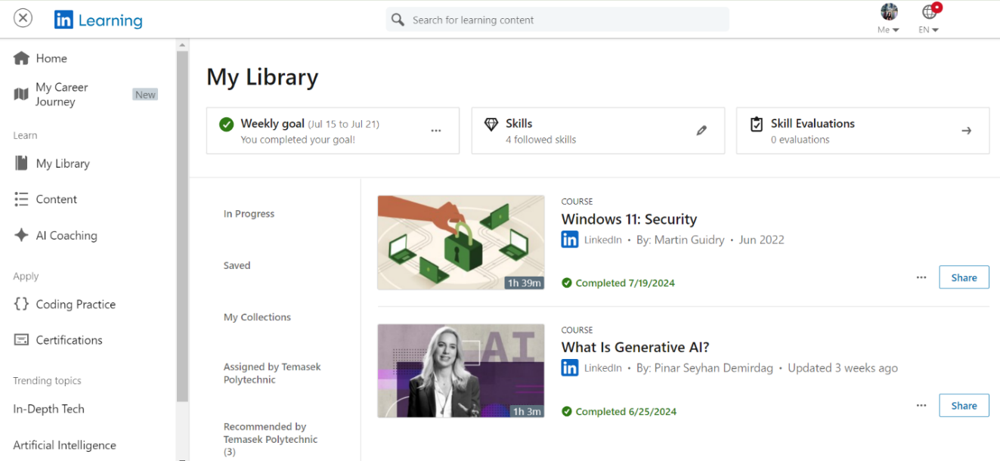 in Learning
Search for learning content
Me
EN
Home
My Career
Journey
New
Learn
My Library
Content
AI Coaching
Apply
Coding Practice
Certifications
Trending topics
In-Depth Tech
Artificial Intelligence
My Library
Weekly goal (Jul 15 to Jul 21)
You completed your goal!
Skills
4 followed skills
Skill Evaluations
0 evaluations
In Progress
Saved
My Collections
Assigned by Temasek
Polytechnic
Recommended by
Temasek Polytechnic
(3)
1h 39m
COURSE
Windows 11: Security
in LinkedIn • By: Martin Guidry • Jun 2022
Completed 7/19/2024
... Share
AI
1h 3m
COURSE
What Is Generative AI?
in LinkedIn • By: Pinar Seyhan Demirdag • Updated 3 weeks ago
Completed 6/25/2024
... Share